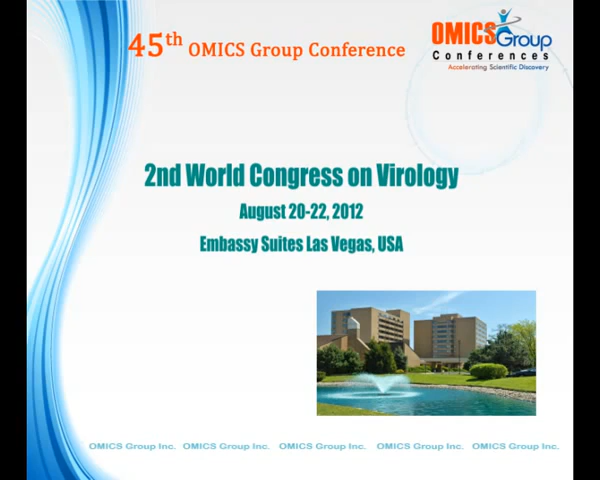 45th OMICS Group Conference
OMICS Group
Conferences
Accelerating Scientific Discovery
2nd World Congress on Virology
August 20-22, 2012
Embassy Suites Las Vegas, USA
OMICS Group Inc. OMICS Group Inc. OMICS Group Inc. OMICS Group Inc. OMICS Group Inc.